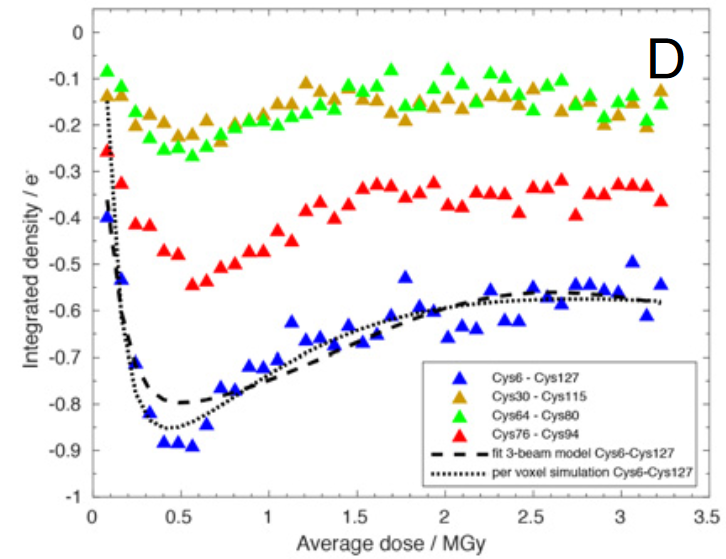 D
0
-0.1
-0.2
-0.3
-0.4
-0.5
-0.6
-0.7
-0.8
-0.9
-1
Integrated density / e-
Cys6 - Cys127
Cys30 - Cys115
Cys64 - Cys80
Cys76 - Cys94
fit 3-beam model Cys6-Cys127
per voxel simulation Cys6-Cys127
0 0.5 1 1.5 2 2.5 3 3.5
Average dose / MGy